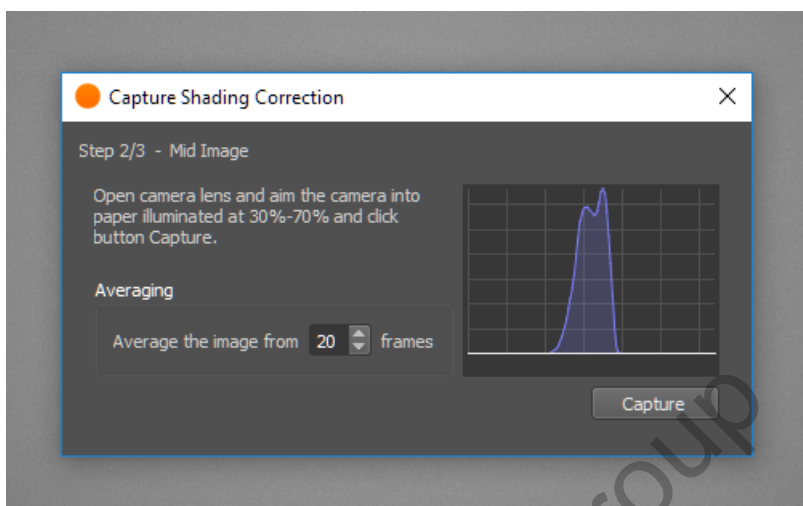 Capture Shading Correction
Step 2/3 - Mid Image
Open camera lens and aim the camera into
paper illuminated at 30%-70% and click
button Capture.
Averaging
Average the image from 20 frames
Capture
roup